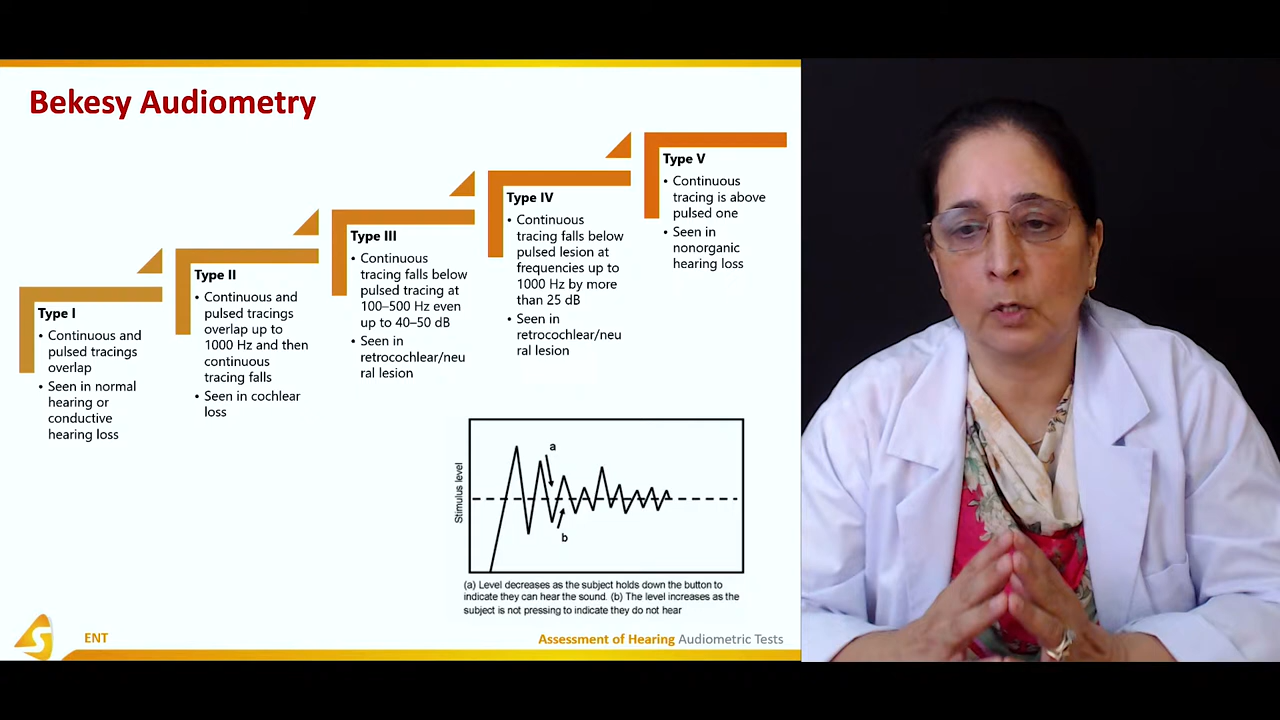 Bekesy Audiometry
Type I
• Continuous and
pulsed tracings
overlap
• Seen in normal
hearing or
conductive
hearing loss
Type II
• Continuous and
pulsed tracings
overlap up to
1000 Hz and then
continuous
tracing falls
• Seen in cochlear
loss
Type III
• Continuous
tracing falls below
pulsed tracing at
100–500 Hz even
up to 40–50 dB
• Seen in
retrocochlear/neu
ral lesion
Type IV
• Continuous
tracing falls below
pulsed lesion at
frequencies up to
1000 Hz by more
than 25 dB
• Seen in
retrocochlear/neu
ral lesion
Type V
• Continuous
tracing is above
pulsed one
• Seen in
nonorganic
hearing loss
Stimulus level
a
b
(a) Level decreases as the subject holds down the button to
indicate they can hear the sound. (b) The level increases as the
subject is not pressing to indicate they do not hear
ENT
Assessment of Hearing Audiometric Tests